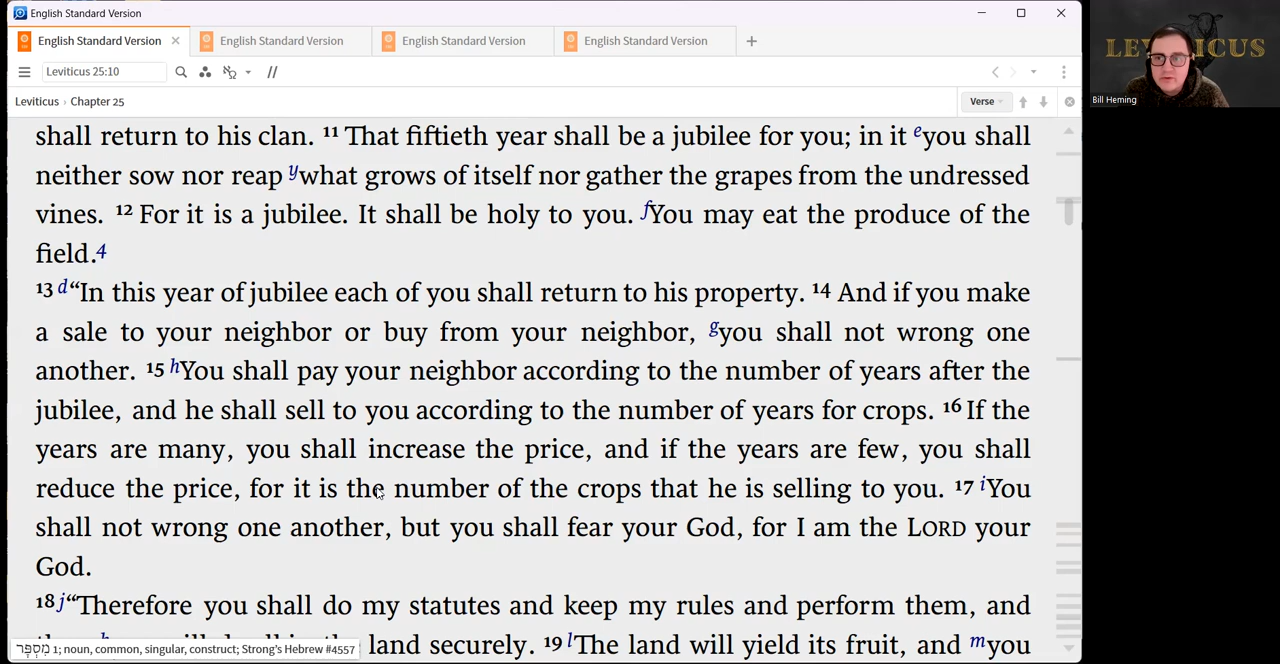 English Standard Version
English Standard Version
English Standard Version
English Standard Version
English Standard Version
Leviticus 25:10
Leviticus › Chapter 25
Verse
shall return to his clan. 11 That fiftieth year shall be a jubilee for you; in it e you shall
neither sow nor reap y what grows of itself nor gather the grapes from the undressed
vines. 12 For it is a jubilee. It shall be holy to you. f You may eat the produce of the
field.4
13 d “In this year of jubilee each of you shall return to his property. 14 And if you make
a sale to your neighbor or buy from your neighbor, g you shall not wrong one
another. 15 h You shall pay your neighbor according to the number of years after the
jubilee, and he shall sell to you according to the number of years for crops. 16 If the
years are many, you shall increase the price, and if the years are few, you shall
reduce the price, for it is the number of the crops that he is selling to you. 17 i You
shall not wrong one another, but you shall fear your God, for I am the LORD your
God.
18 j “Therefore you shall do my statutes and keep my rules and perform them, and
land securely. 19 l The land will yield its fruit, and m you
מִסְפָּר 1; noun, common, singular, construct; Strong's Hebrew #4557
Bill Heming